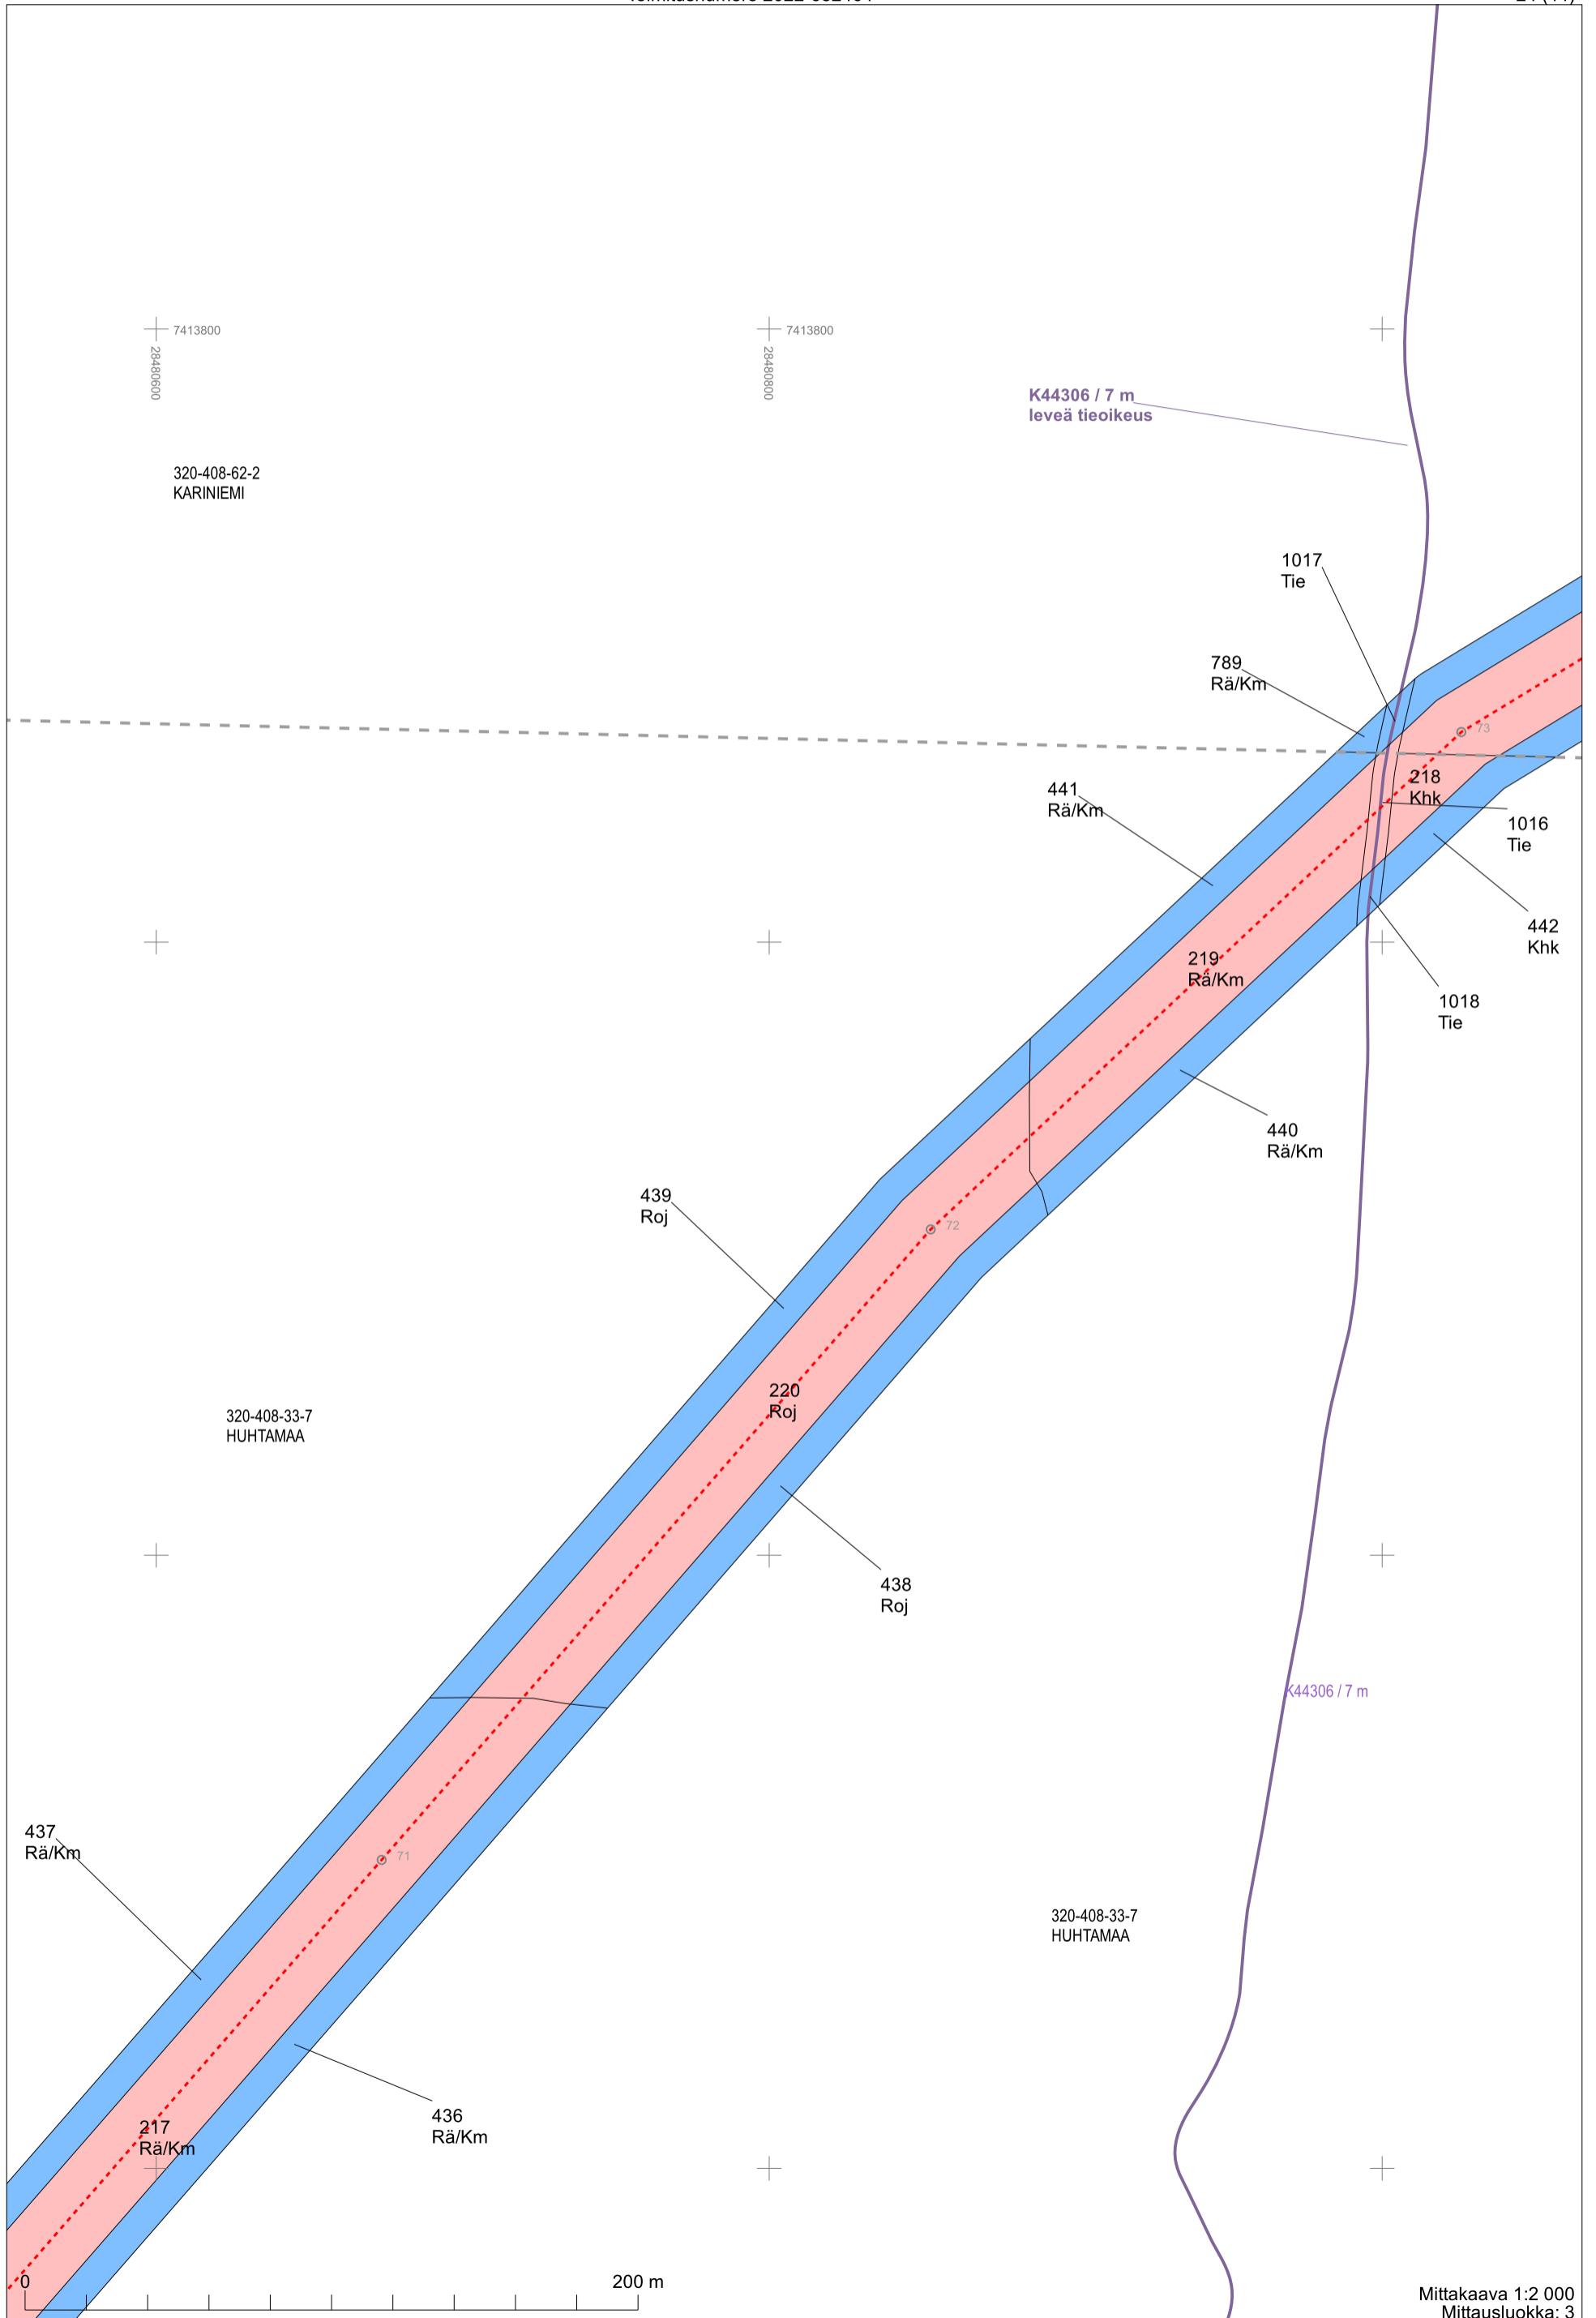 7413800
7413800
28480600
28480800
K44306 / 7 m
leveä tieoikeus
320-408-62-2
KARINIEMI
1017
Tie
789
Rä/Km
73
218
Khk
441
Rä/Km
1016
Tie
442
Khk
219
Rä/Km
1018
Tie
440
Rä/Km
439
Roj
72
220
Roj
320-408-33-7
HUHTAMAA
438
Roj
K44306 / 7 m
437
Rä/Km
71
320-408-33-7
HUHTAMAA
436
Rä/Km
217
Rä/Km
0
200 m
Mittakaava 1:2 000
Mittausluokka: 3